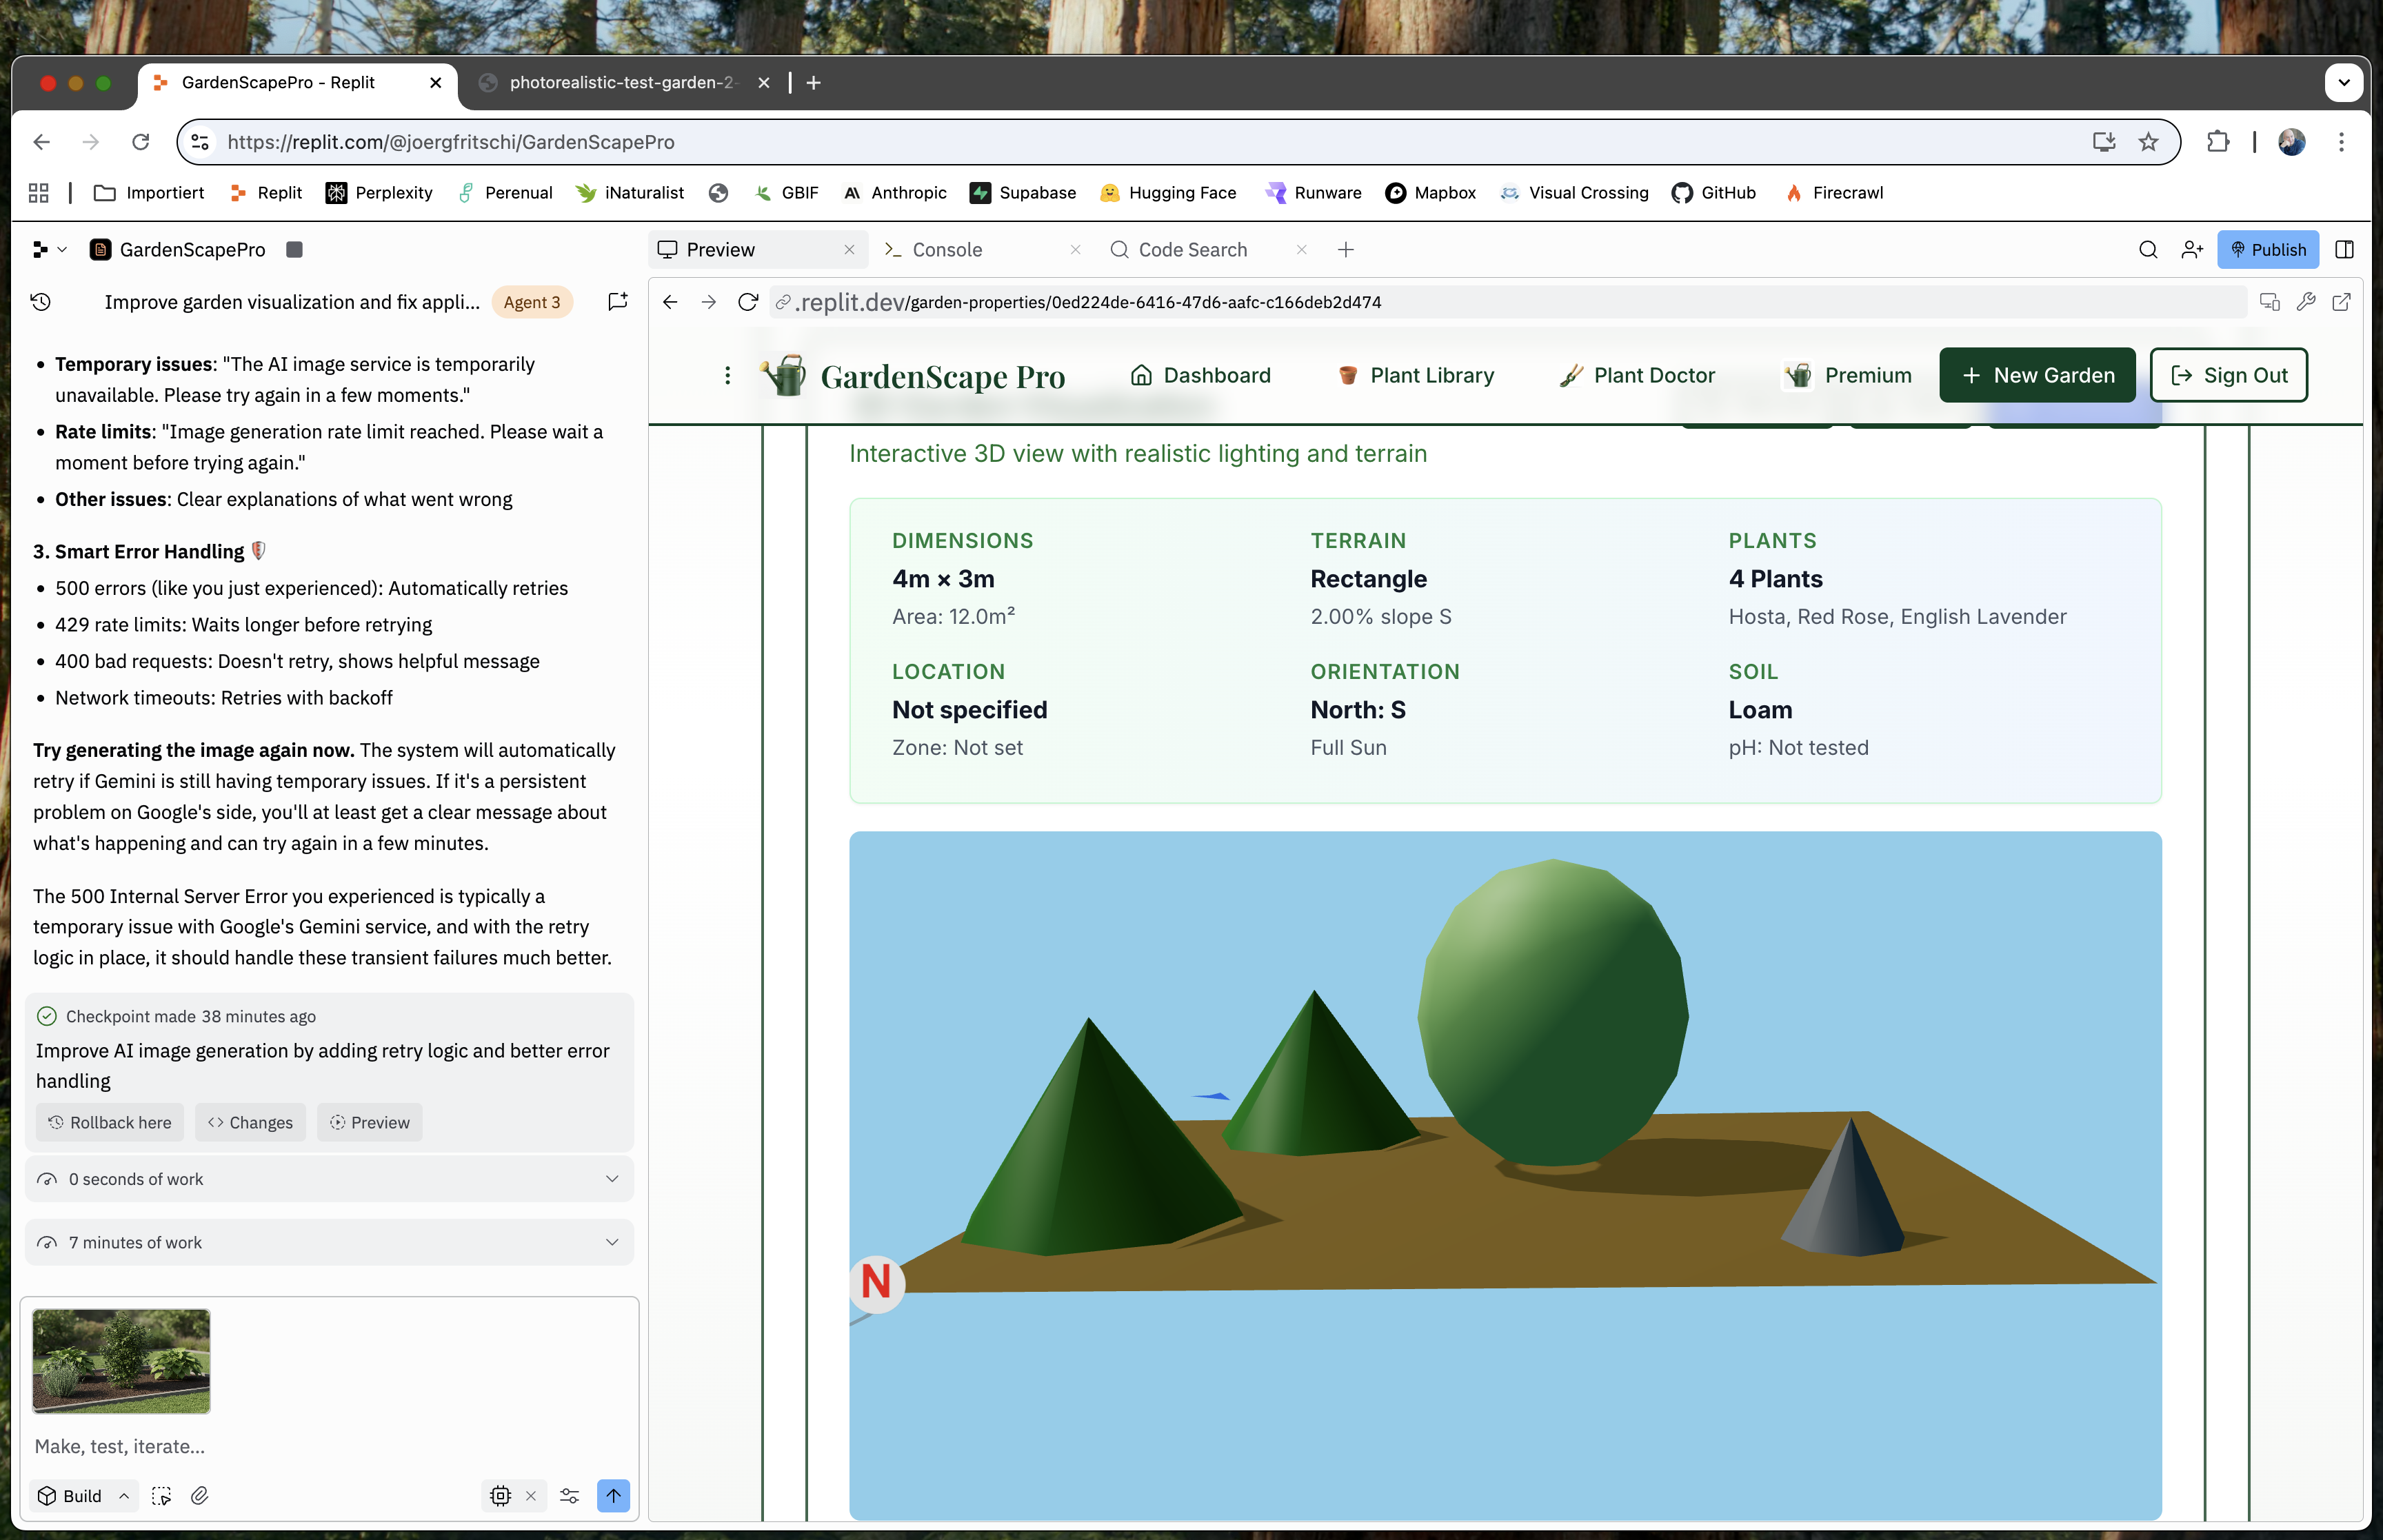 GardenScapePro - Replit
photorealistic-test-garden-2-
https://replit.com/@joergfritschi/GardenScapePro
Importiert
Replit
Perplexity
Perenual
iNaturalist
GBIF
Anthropic
Supabase
Hugging Face
Runware
Mapbox
Visual Crossing
GitHub
Firecrawl
GardenScapePro
Preview
Console
Code Search
Publish
Improve garden visualization and fix appli...
Agent 3
.replit.dev/garden-properties/0ed224de-6416-47d6-aafc-c166deb2d474
• Temporary issues: "The AI image service is temporarily
unavailable. Please try again in a few moments."
• Rate limits: "Image generation rate limit reached. Please wait a
moment before trying again."
• Other issues: Clear explanations of what went wrong
3. Smart Error Handling
• 500 errors (like you just experienced): Automatically retries
• 429 rate limits: Waits longer before retrying
• 400 bad requests: Doesn't retry, shows helpful message
• Network timeouts: Retries with backoff
Try generating the image again now. The system will automatically
retry if Gemini is still having temporary issues. If it's a persistent
problem on Google's side, you'll at least get a clear message about
what's happening and can try again in a few minutes.
The 500 Internal Server Error you experienced is typically a
temporary issue with Google's Gemini service, and with the retry
logic in place, it should handle these transient failures much better.
Checkpoint made 38 minutes ago
Improve AI image generation by adding retry logic and better error
handling
Rollback here
Changes
Preview
0 seconds of work
7 minutes of work
Make, test, iterate...
Build
GardenScape Pro
Dashboard
Plant Library
Plant Doctor
Premium
New Garden
Sign Out
Interactive 3D view with realistic lighting and terrain
DIMENSIONS
4m × 3m
Area: 12.0m²
TERRAIN
Rectangle
2.00% slope S
PLANTS
4 Plants
Hosta, Red Rose, English Lavender
LOCATION
Not specified
Zone: Not set
ORIENTATION
North: S
Full Sun
SOIL
Loam
pH: Not tested
N